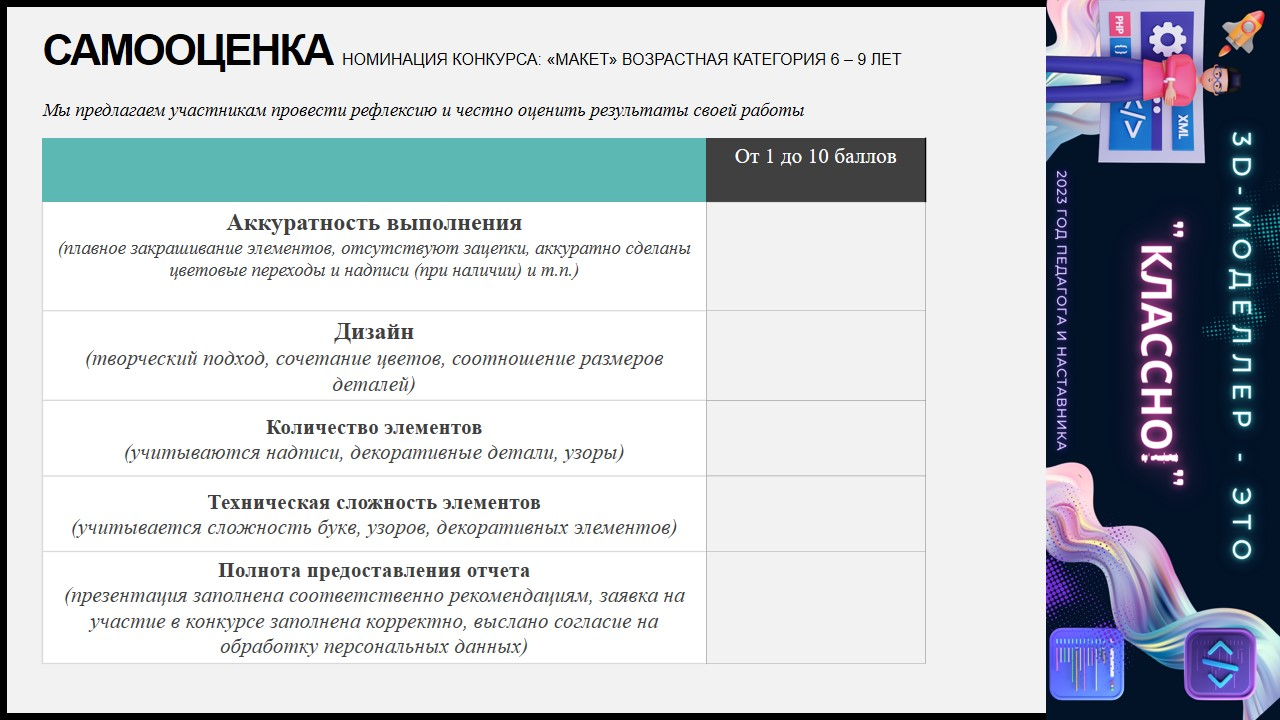 САМООЦЕНКА НОМИНАЦИЯ КОНКУРСА: «МАКЕТ» ВОЗРАСТНАЯ КАТЕГОРИЯ 6 – 9 ЛЕТ
Мы предлагаем участникам провести рефлексию и честно оценить результаты своей работы
От 1 до 10 баллов
Аккуратность выполнения
(плавное закрашивание элементов, отсутствуют зацепки, аккуратно сделаны
цветовые переходы и надписи (при наличии) и т.п.)
Дизайн
(творческий подход, сочетание цветов, соотношение размеров
деталей)
Количество элементов
(учитываются надписи, декоративные детали, узоры)
Техническая сложность элементов
(учитывается сложность букв, узоров, декоративных элементов)
Полнота предоставления отчета
(презентация заполнена соответственно рекомендациям, заявка на
участие в конкурсе заполнена корректно, выслано согласие на
обработку персональных данных)
3D-МОДЕЛЛЕР - ЭТО
"КЛАССНО!"
2023 ГОД ПЕДАГОГА И НАСТАВНИКА
PHP
{}
XML
</>
</>